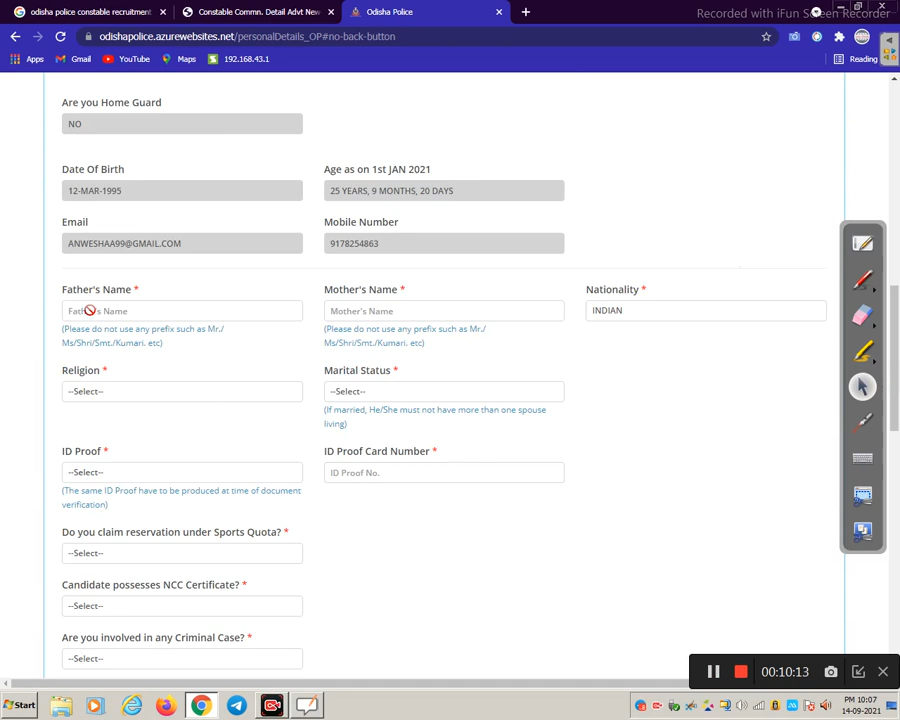 odisha police constable recruitment
Constable Commn. Detail Advt New
Odisha Police
Recorded with iFun Screen Recorder
odishapolice.azurewebsites.net/personalDetails_OP#no-back-button
Apps
Gmail
YouTube
Maps
192.168.43.1
Reading
Are you Home Guard
NO
Date Of Birth
Age as on 1st JAN 2021
12-MAR-1995
25 YEARS, 9 MONTHS, 20 DAYS
Email
Mobile Number
ANWESHAA99@GMAIL.COM
9178254863
Father's Name *
Mother's Name *
Nationality *
Father's Name
Mother's Name
INDIAN
(Please do not use any prefix such as Mr./
Ms/Shri/Smt./Kumari. etc)
(Please do not use any prefix such as Mr./
Ms/Shri/Smt./Kumari. etc)
Religion *
Marital Status *
--Select--
--Select--
(If married, He/She must not have more than one spouse
living)
ID Proof *
ID Proof Card Number *
--Select--
ID Proof No.
(The same ID Proof have to be produced at time of document
verification)
Do you claim reservation under Sports Quota? *
--Select--
Candidate possesses NCC Certificate? *
--Select--
Are you involved in any Criminal Case? *
--Select--
00:10:13
Start
PM 10:07
14-09-2021